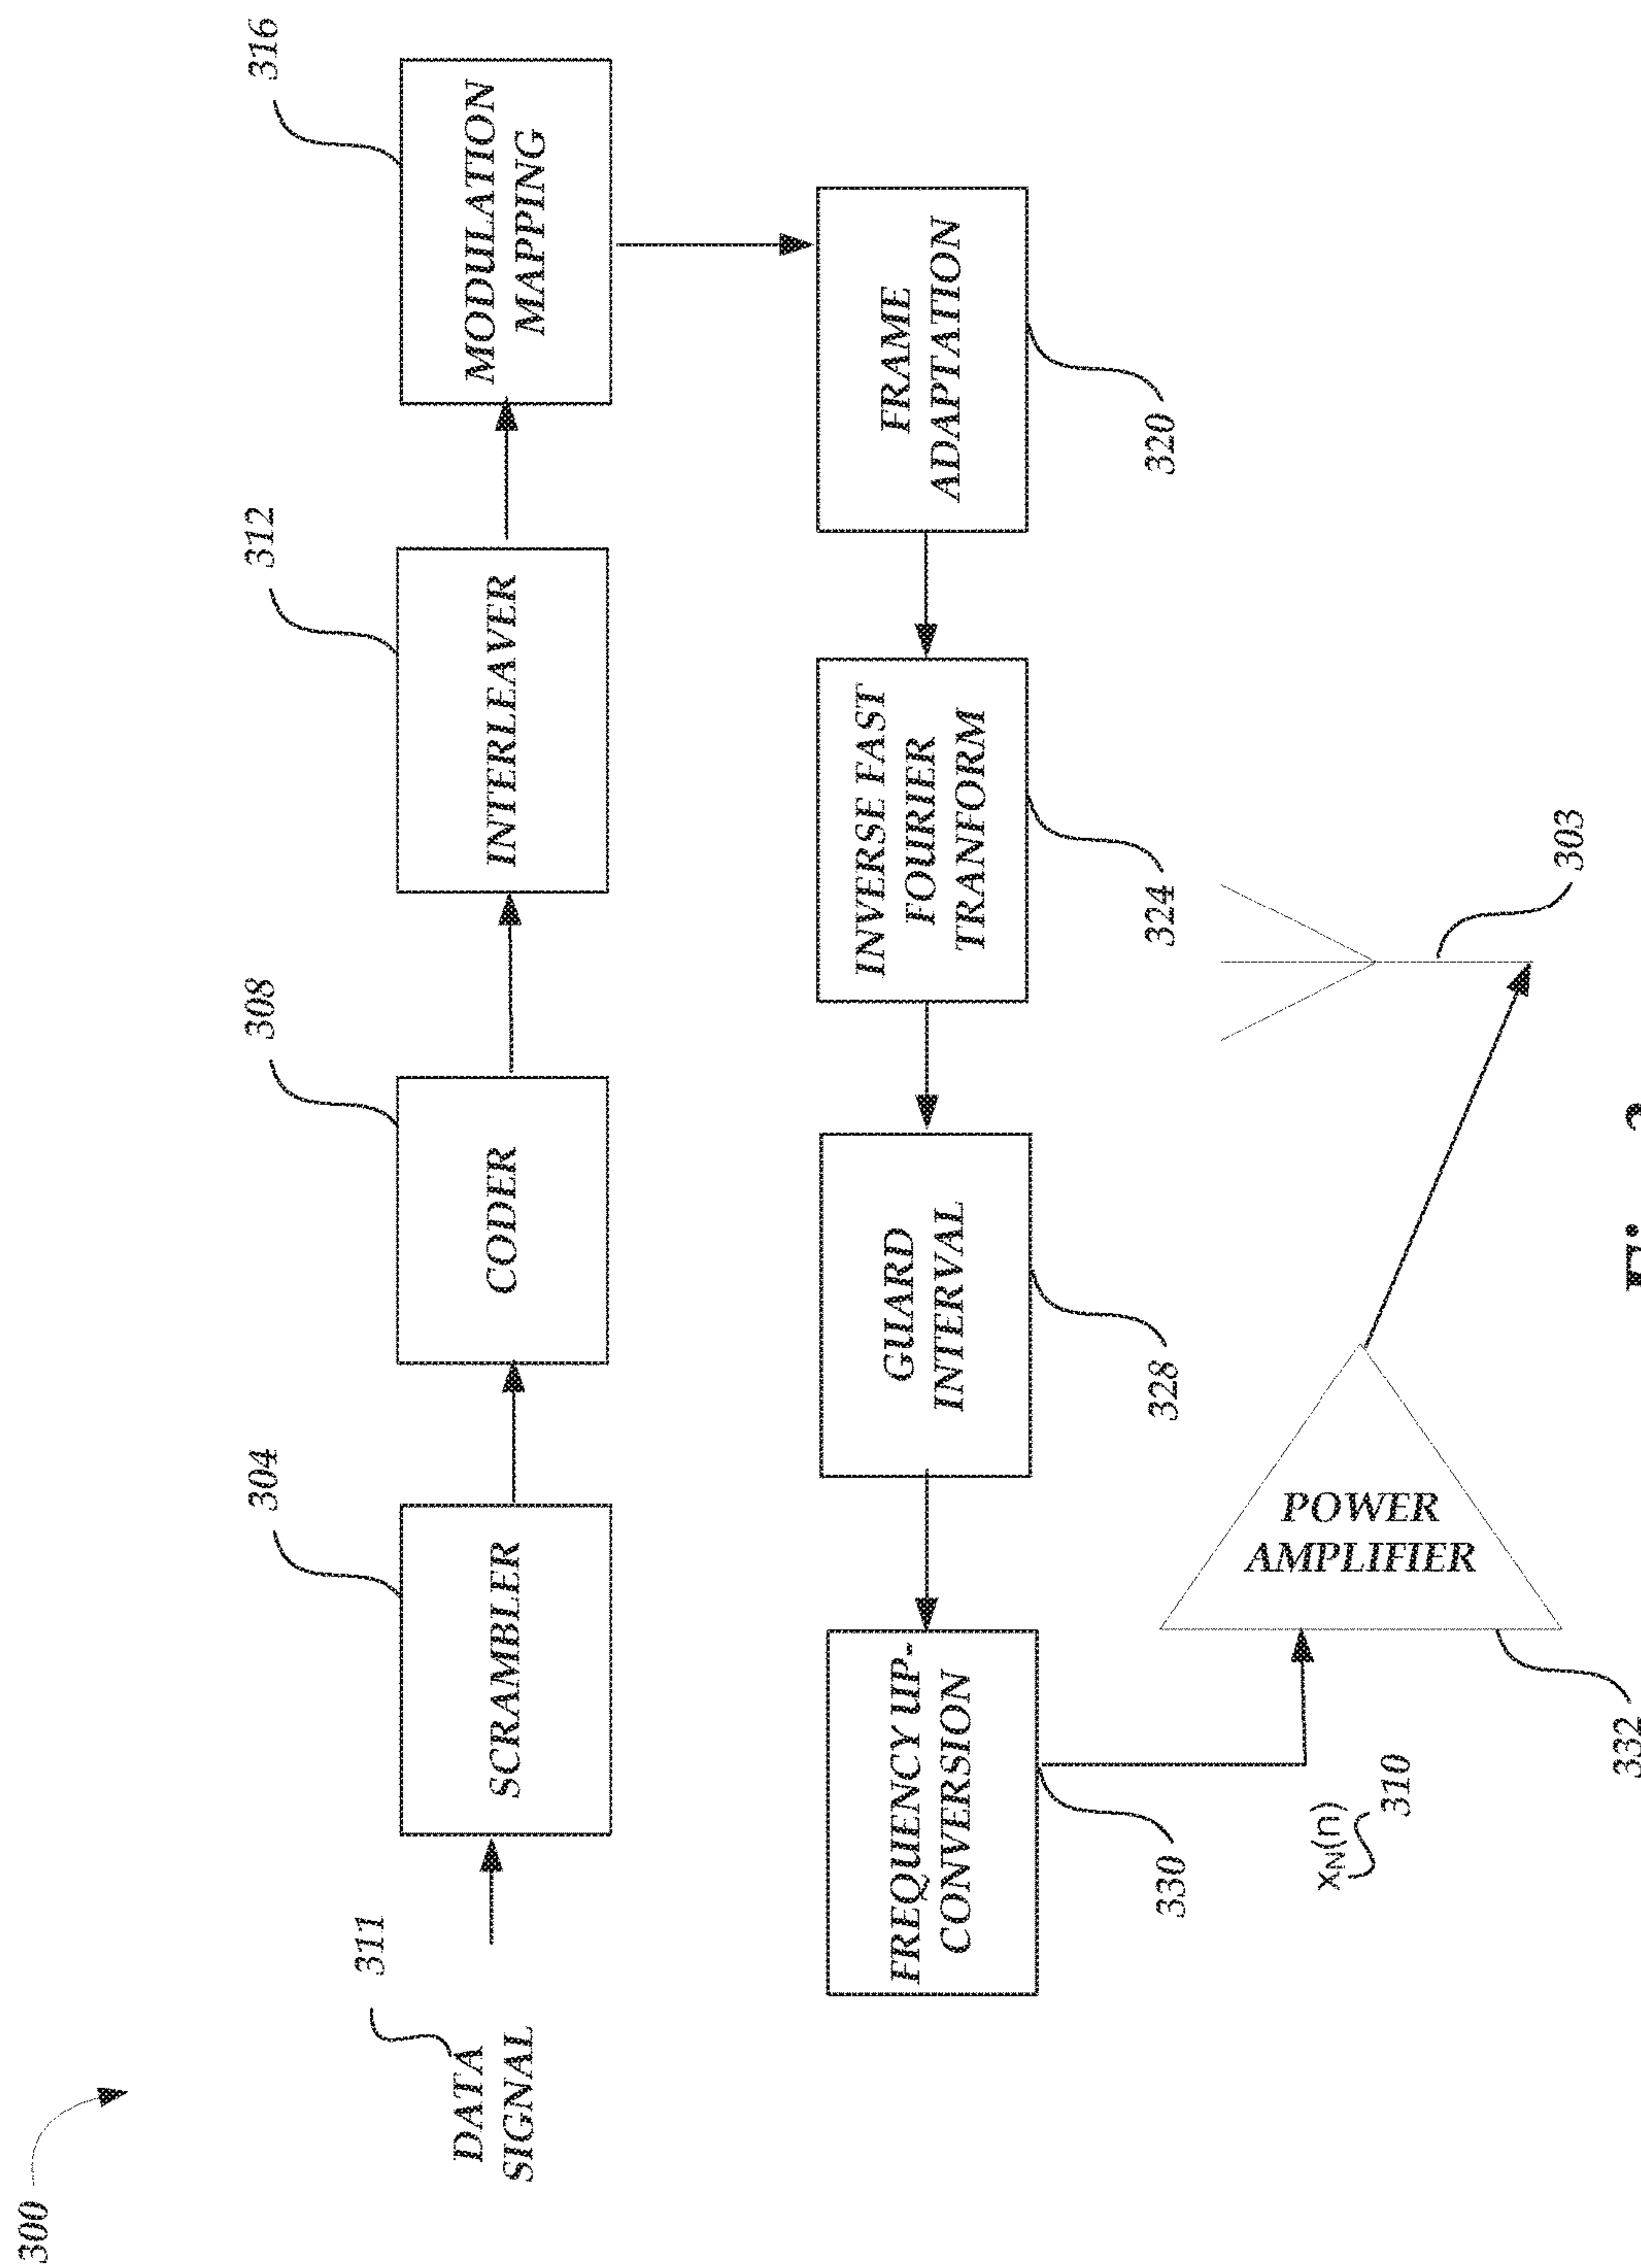 300
DATA
SIGNAL
311
SCRAMBLER
304
CODER
308
INTERLEAVER
312
MODULATION
MAPPING
316
FRAME
ADAPTATION
320
INVERSE FAST
FOURIER
TRANFORM
324
GUARD
INTERVAL
328
FREQUENCY UP-
CONVERSION
330
xN(n)
310
POWER
AMPLIFIER
332
303